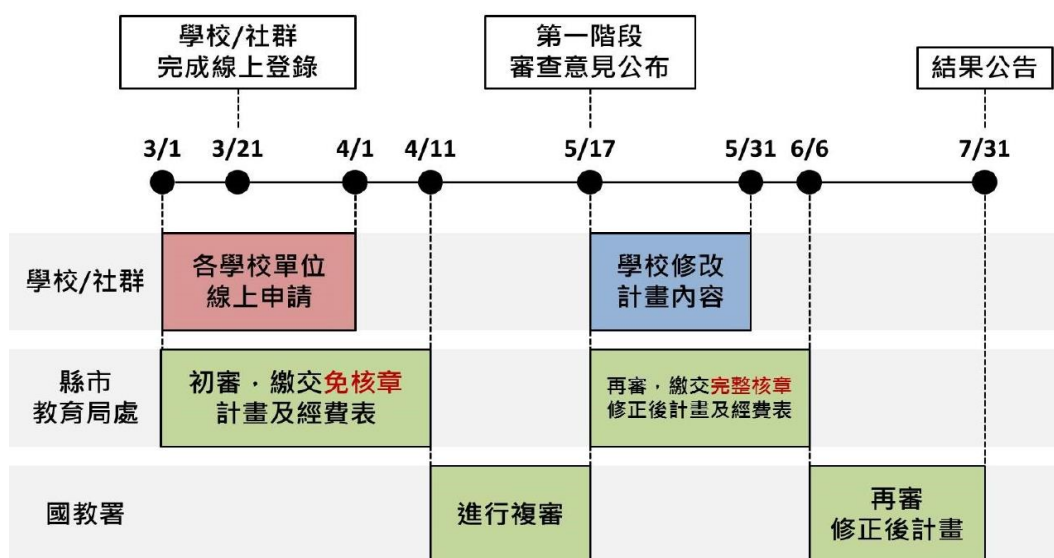 學校/社群
完成線上登錄
第一階段
審查意見公布
結果公告
3/1 3/21 4/1 4/11 5/17 5/31 6/6 7/31
學校/社群
各學校單位
線上申請
學校修改
計畫內容
縣市
教育局處
初審，繳交免核章
計畫及經費表
再審，繳交完整核章
修正後計畫及經費表
國教署
進行複審
再審
修正後計畫